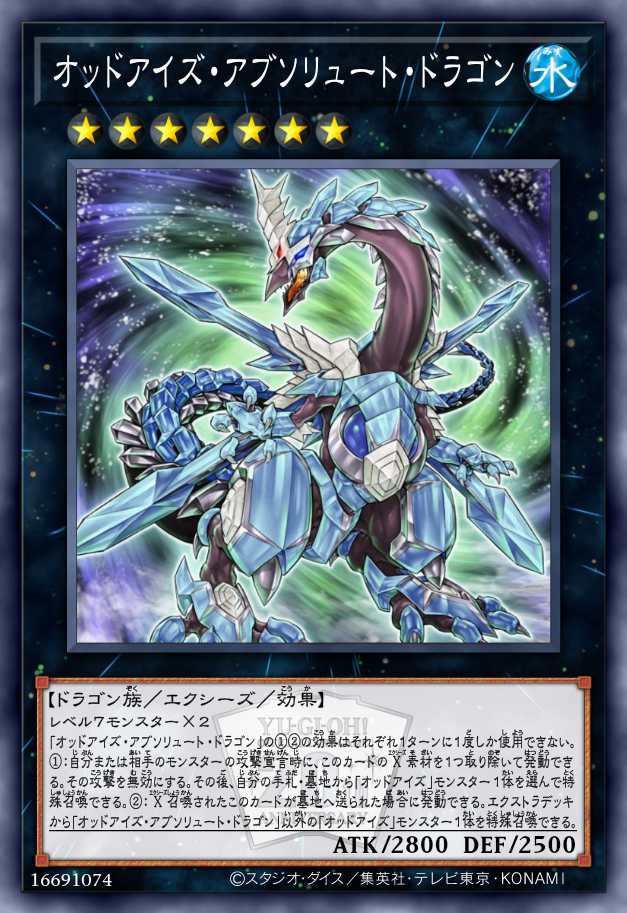 オッドアイズ・アブソリュート・ドラゴン 水
【ドラゴン族／エクシーズ／効果】
レベル7モンスター×2
「オッドアイズ・アブソリュート・ドラゴン」の①②の効果はそれぞれ1ターンに1度しか使用できない。
①：自分または相手のモンスターの攻撃宣言時に、このカードの X 素材を1つ取り除いて発動でき
る。その攻撃を無効にする。その後、自分の手札・墓地から「オッドアイズ」モンスター1体を選んで特
殊召喚できる。②：X 召喚されたこのカードが墓地へ送られた場合に発動できる。エクストラデッキ
から「オッドアイズ・アブソリュート・ドラゴン」以外の「オッドアイズ」モンスター1体を特殊召喚できる。
YU-GI-OH!
ANNIVERSARY
ATK/2800 DEF/2500
16691074 ©スタジオ・ダイス／集英社・テレビ東京・KONAMI